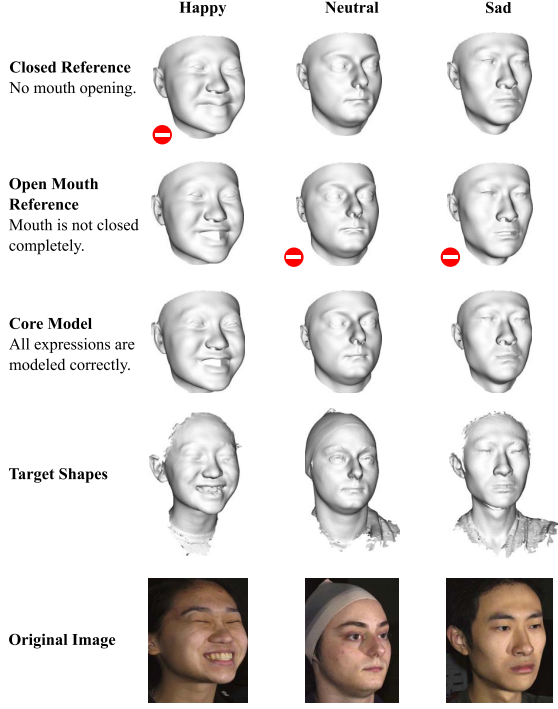 Happy Neutral Sad
Closed Reference
No mouth opening.
Open Mouth
Reference
Mouth is not closed
completely.
Core Model
All expressions are
modeled correctly.
Target Shapes
Original Image